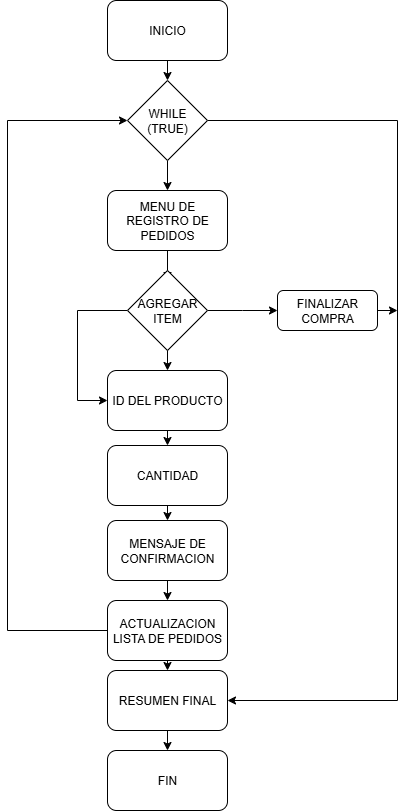 INICIO
WHILE
(TRUE)
MENU DE
REGISTRO DE
PEDIDOS
AGREGAR
ITEM
FINALIZAR
COMPRA
ID DEL PRODUCTO
CANTIDAD
MENSAJE DE
CONFIRMACION
ACTUALIZACION
LISTA DE PEDIDOS
RESUMEN FINAL
FIN